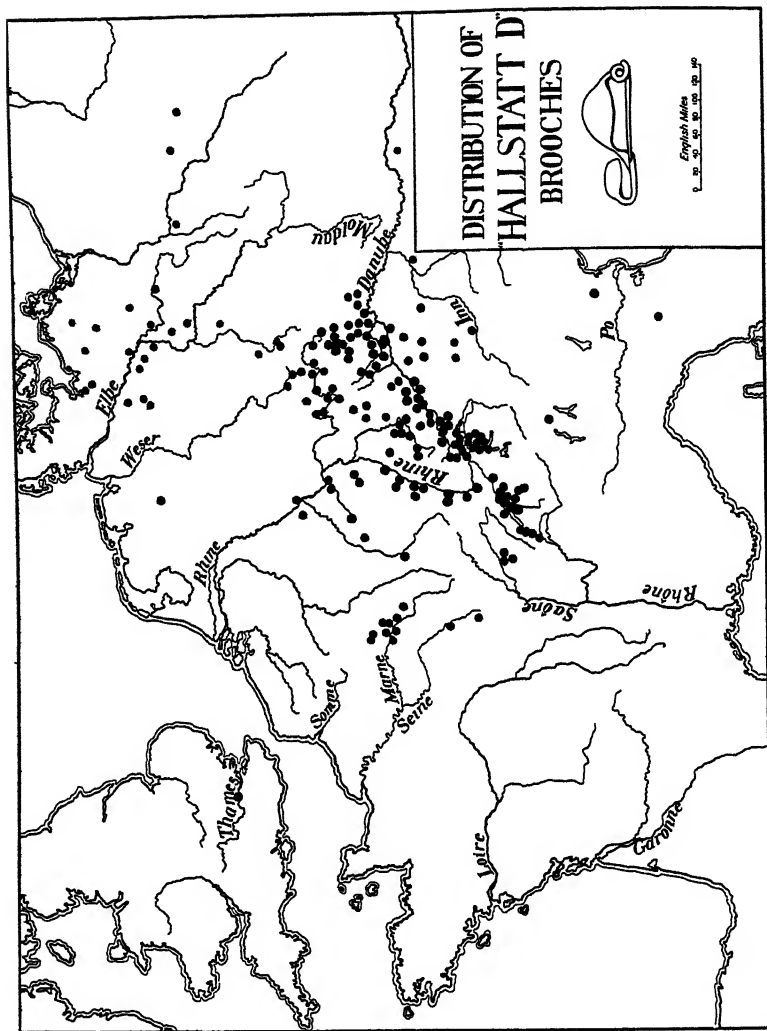 DISTRIBUTION OF
"HALLSTATT D"
BROOCHES
English Miles
0 20 40 60 80 100 120 140
Elbe
Weser
Moldau
Danube
Inn
Po
Rhine
Rhine
Saône
Rhône
Somme
Marne
Seine
Thames
Loire
Garonne